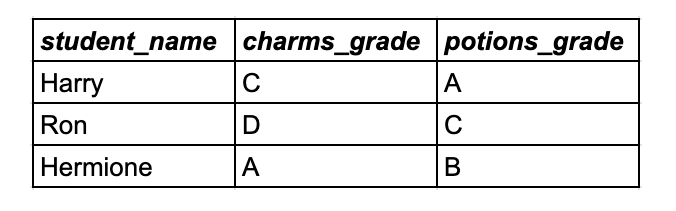 student_name charms_grade potions_grade
Harry C A
Ron D C
Hermione A B